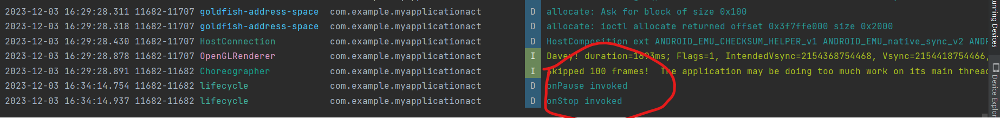 2023-12-03 16:29:28.311 11682-11707 goldfish-address-space com.example.myapplicationact D allocate: Ask for block of size 0x100
2023-12-03 16:29:28.318 11682-11707 goldfish-address-space com.example.myapplicationact D allocate: ioctl allocate returned offset 0x3f7ffe000 size 0x2000
2023-12-03 16:29:28.430 11682-11707 HostConnection com.example.myapplicationact D HostComposition ext ANDROID_EMU_CHECKSUM_HELPER_v1 ANDROID_EMU_native_sync_v2 ANDR
2023-12-03 16:29:28.878 11682-11707 OpenGLRenderer com.example.myapplicationact I Davey! duration=1693ms; Flags=1, IntendedVsync=2154368754468, Vsync=2154418754466,
2023-12-03 16:29:28.891 11682-11682 Choreographer com.example.myapplicationact I Skipped 100 frames! The application may be doing too much work on its main thread
2023-12-03 16:34:14.754 11682-11682 lifecycle com.example.myapplicationact D onPause invoked
2023-12-03 16:34:14.937 11682-11682 lifecycle com.example.myapplicationact D onStop invoked
unning Devices
Device Explor